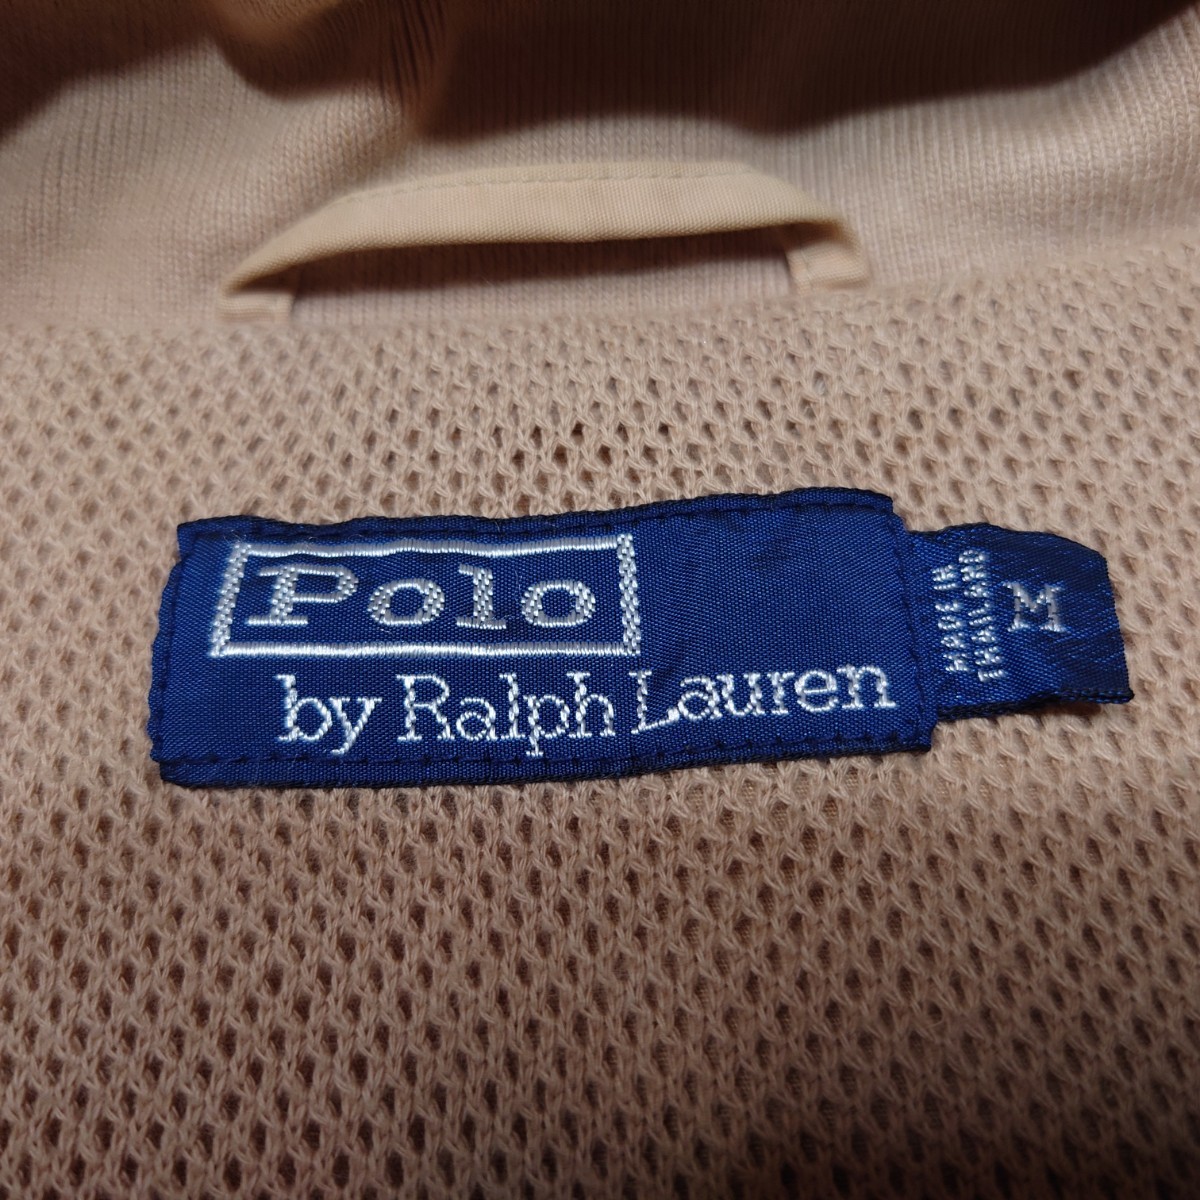 Polo
by Ralph Lauren
MADE IN
THAILAND
M